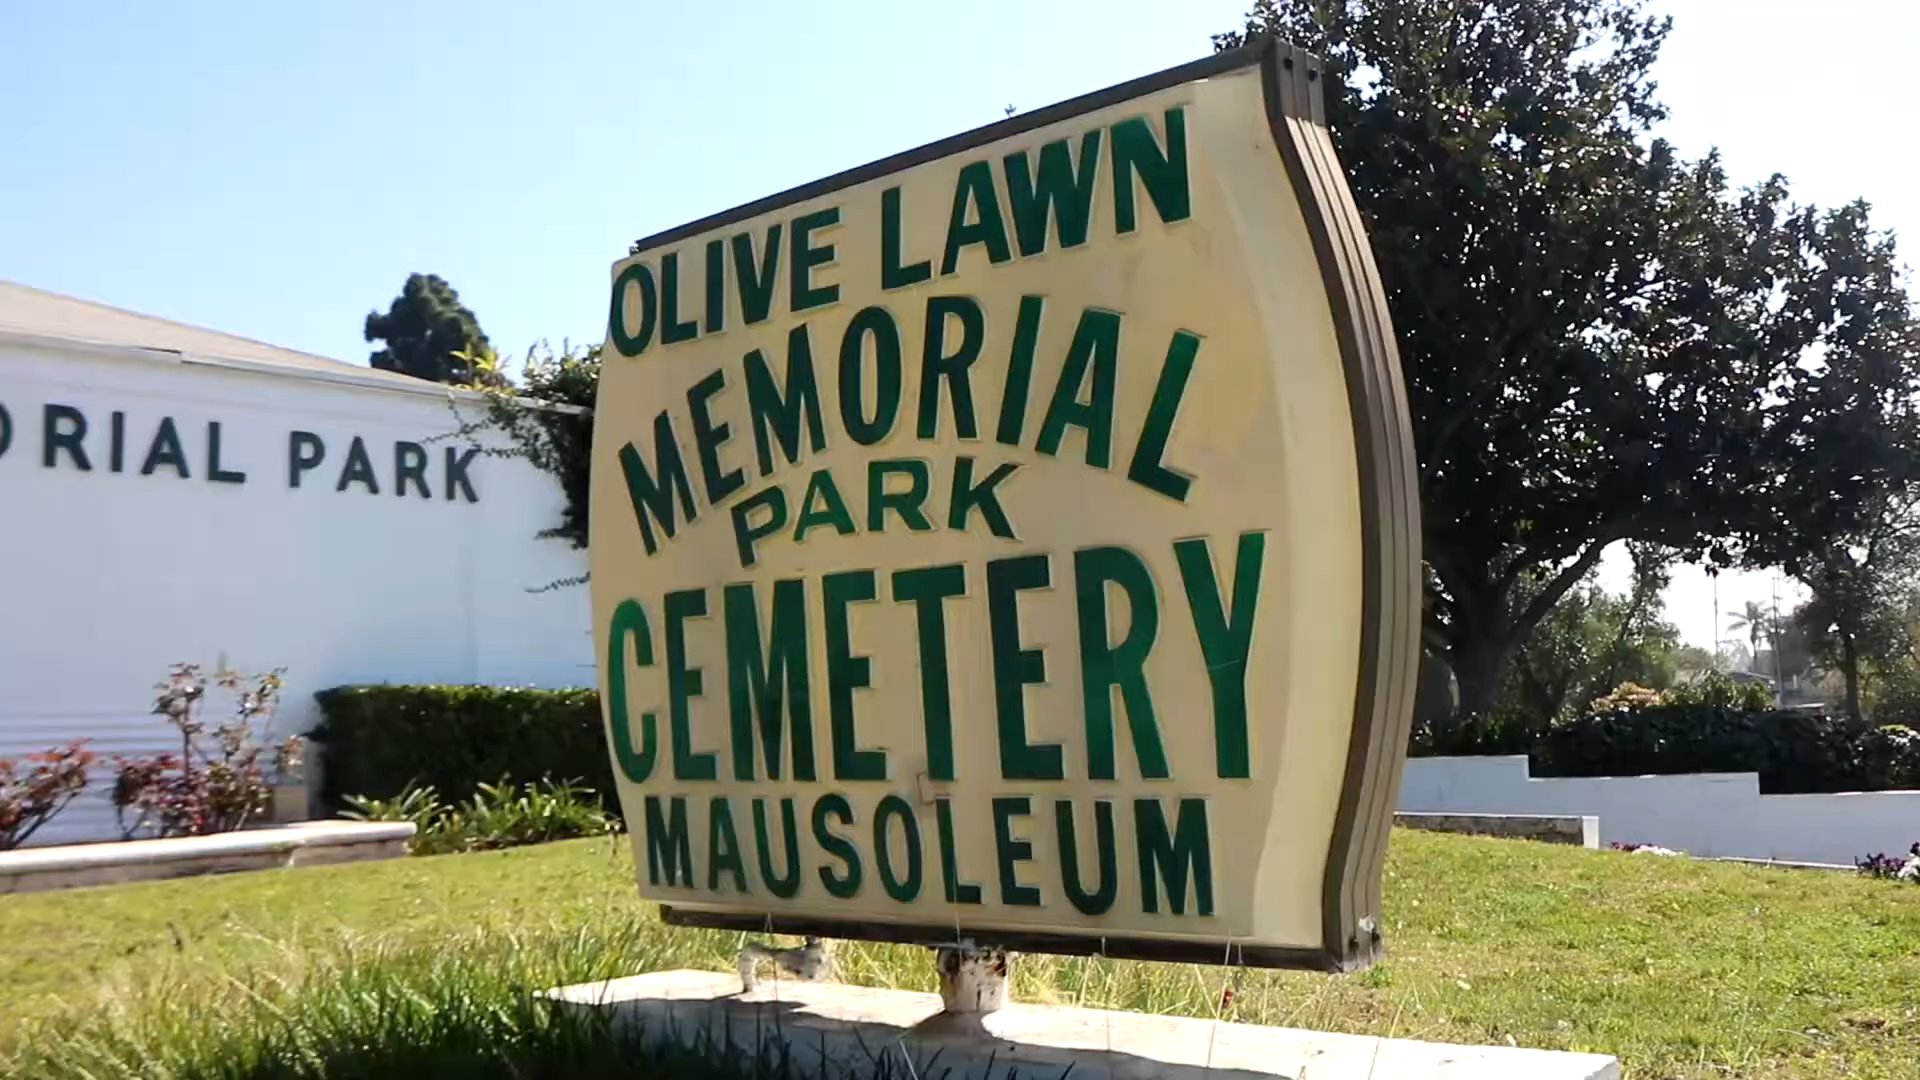 OLIVE LAWN
MEMORIAL
PARK
CEMETERY
MAUSOLEUM
ORIAL PARK